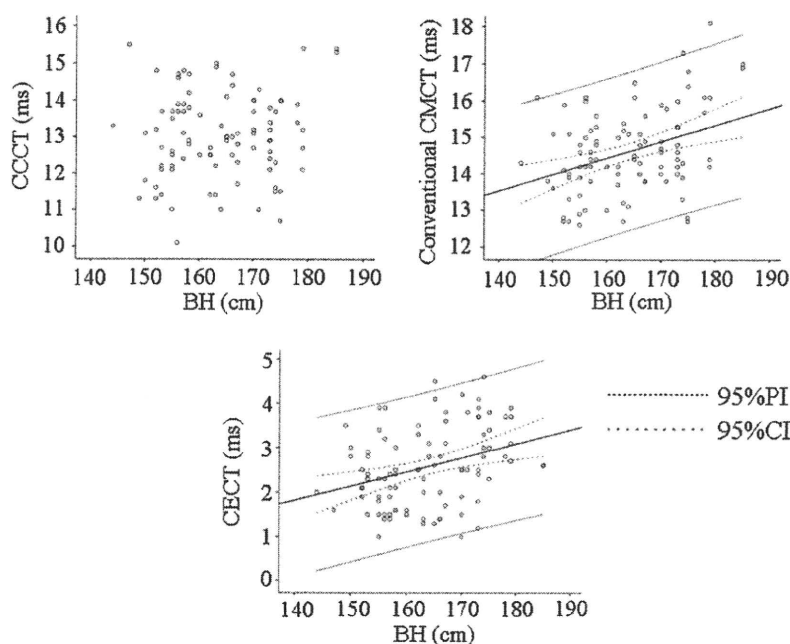 CCCT (ms)
16
15
14
13
12
11
10
140 150 160 170 180 190
BH (cm)
Conventional CMCT (ms)
18
17
16
15
14
13
12
140 150 160 170 180 190
BH (cm)
CECT (ms)
5
4
3
2
1
0
140 150 160 170 180 190
BH (cm)
95%PI
95%CI